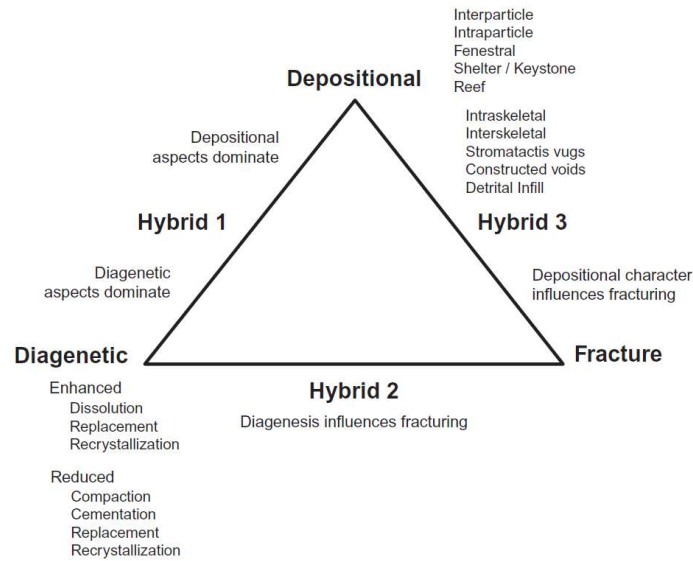 Interparticle
Intraparticle
Fenestral
Shelter / Keystone
Reef
Depositional
Intraskeletal
Interskeletal
Stromatactis vugs
Constructed voids
Detrital Infill
Depositional
aspects dominate
Hybrid 1
Hybrid 3
Diagenetic
aspects dominate
Depositional character
influences fracturing
Diagenetic
Fracture
Hybrid 2
Diagenesis influences fracturing
Enhanced
Dissolution
Replacement
Recrystallization
Reduced
Compaction
Cementation
Replacement
Recrystallization